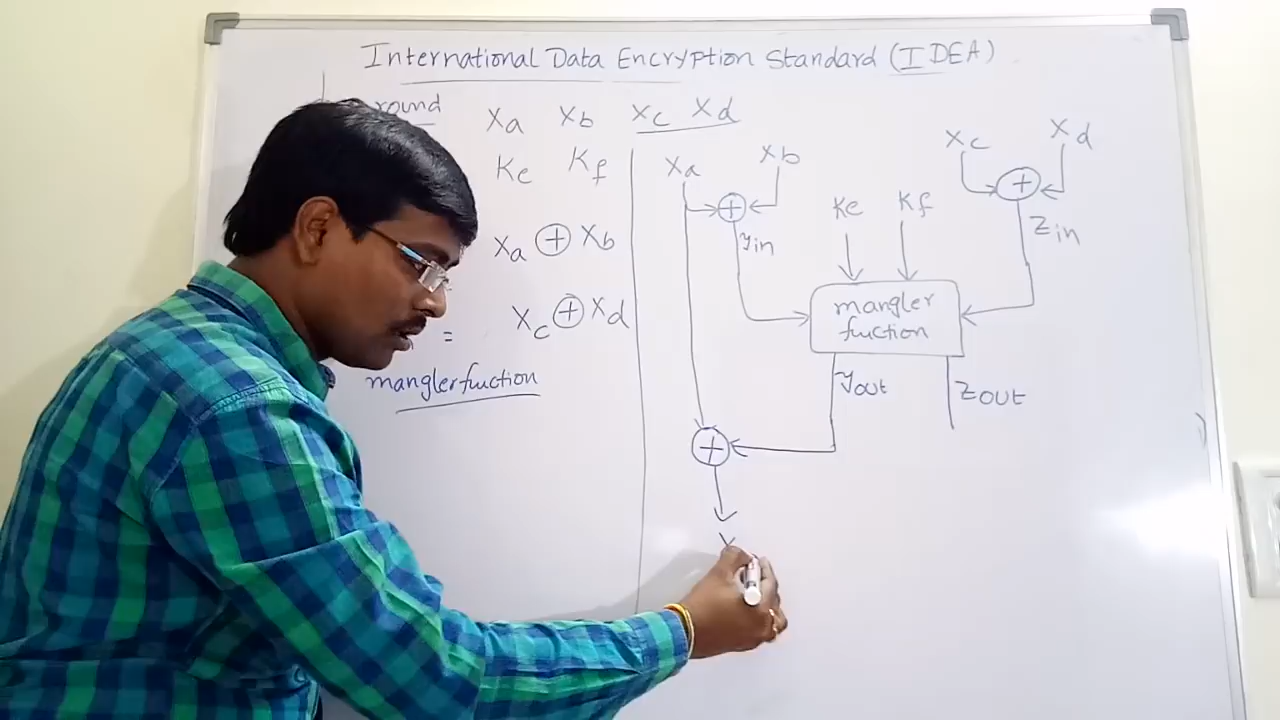 International Data Encryption Standard (IDEA)
round
Xa Xb Xc Xd
Ke Kf
Xa ⊕ Xb
=
Xc ⊕ Xd
manglerfuction
Xa Xb
Xc Xd
Ke Kf
yin
Zin
mangler
fuction
yout
Zout